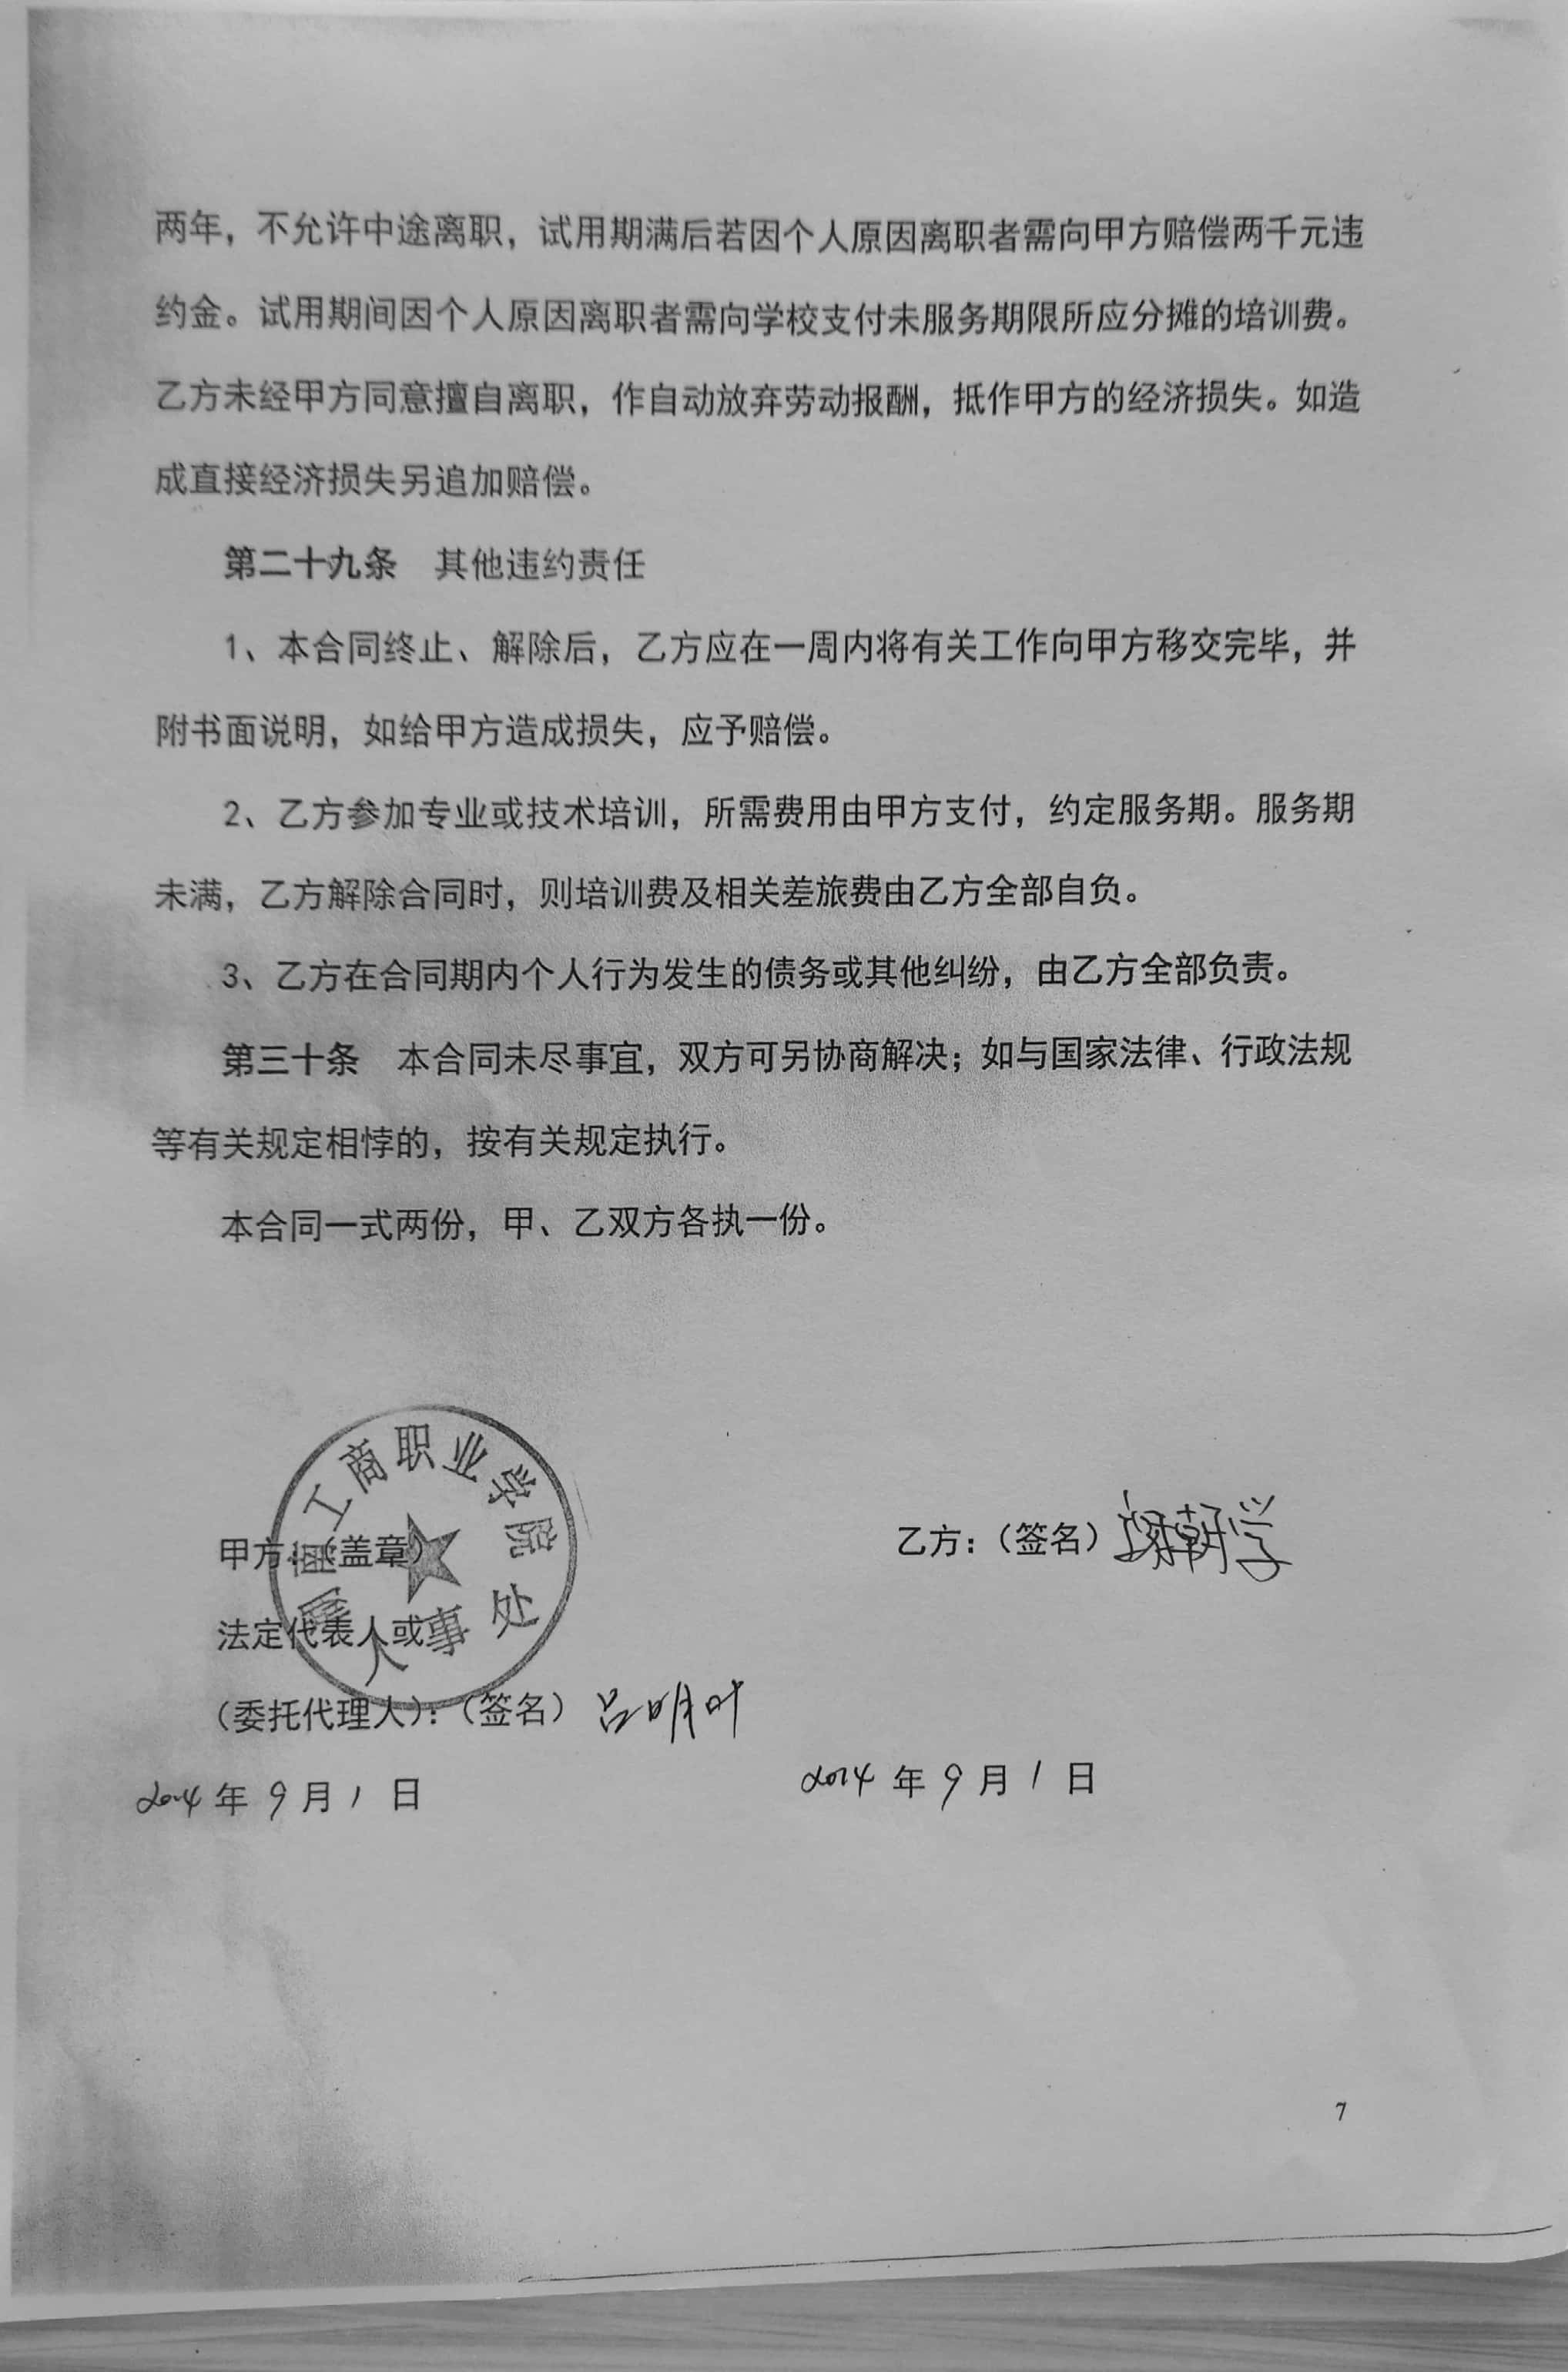 两年，不允许中途离职，试用期满后若因个人原因离职者需向甲方赔偿两千元违
约金。试用期间因个人原因离职者需向学校支付未服务期限所应分摊的培训费。
乙方未经甲方同意擅自离职，作自动放弃劳动报酬，抵作甲方的经济损失。如造
成直接经济损失另追加赔偿。
第二十九条　其他违约责任
1、本合同终止、解除后，乙方应在一周内将有关工作向甲方移交完毕，并
附书面说明，如给甲方造成损失，应予赔偿。
2、乙方参加专业或技术培训，所需费用由甲方支付，约定服务期。服务期
未满，乙方解除合同时，则培训费及相关差旅费由乙方全部自负。
3、乙方在合同期内个人行为发生的债务或其他纠纷，由乙方全部负责。
第三十条　本合同未尽事宜，双方可另协商解决；如与国家法律、行政法规
等有关规定相悖的，按有关规定执行。
本合同一式两份，甲、乙双方各执一份。
工商职业学院
人事处
甲方：（盖章）
乙方：（签名）朝学
法定代表人或
（委托代理人）：（签名）吕明叶
2014年9月1日
2014年9月1日
7